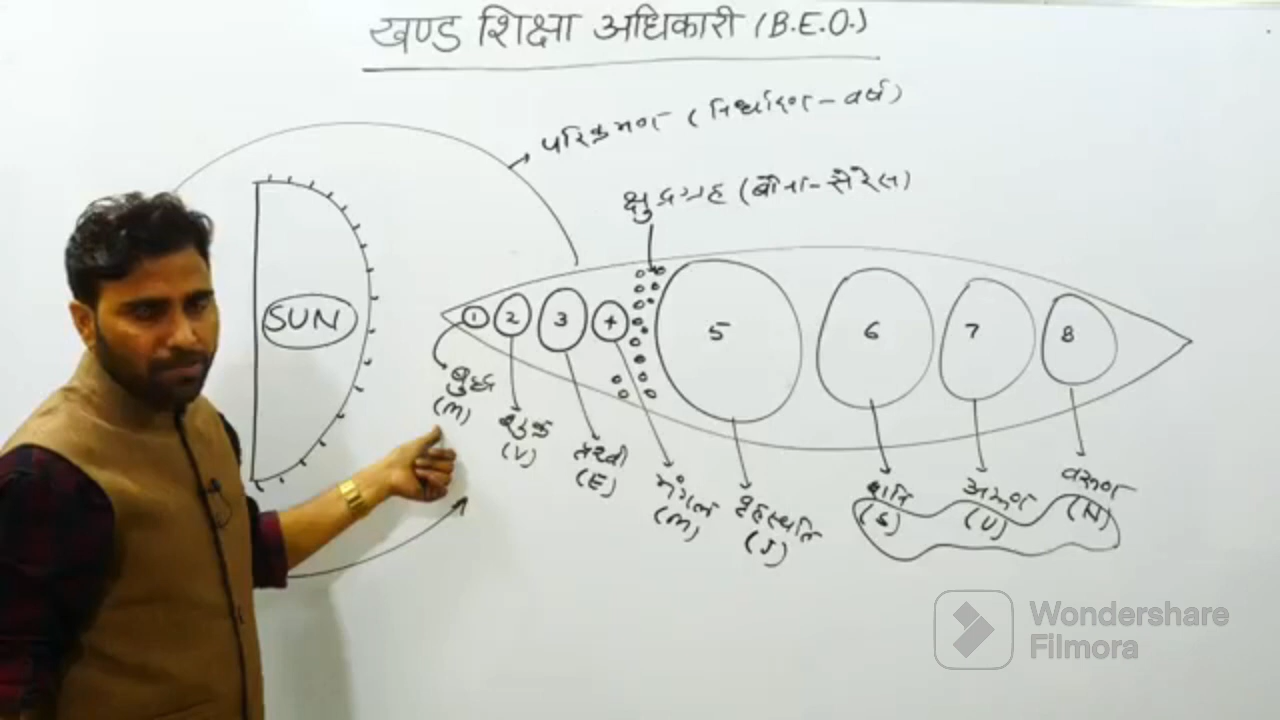 खण्ड शिक्षा अधिकारी (B.E.O.)
परिक्रमण (निर्धारण - वर्ष)
क्षुद्रग्रह (बौना - सेरेस)
SUN
1 2 3 4 5 6 7 8
बुद्ध
(M)
शुक्र
(V)
पृथ्वी
(E)
मंगल
(M)
बृहस्पति
(J)
शनि
(S)
अरुण
(U)
वरुण
(N)
Wondershare
Filmora